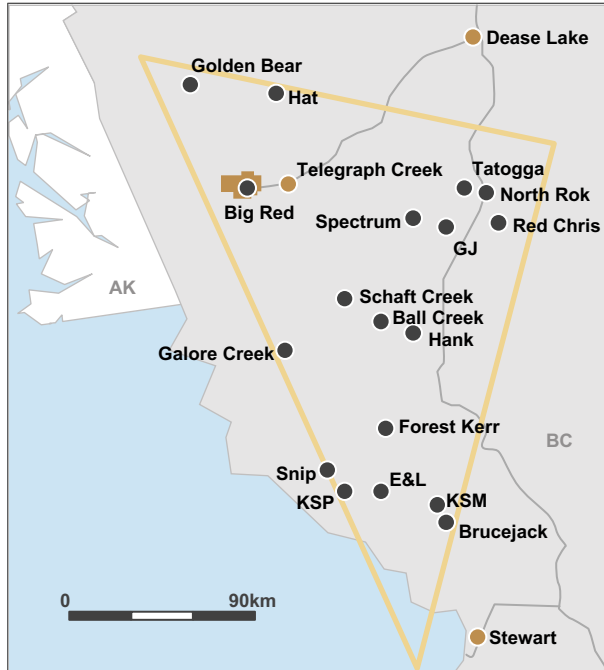 Dease Lake
Golden Bear
Hat
Telegraph Creek
Tatogga
North Rok
Big Red
Spectrum
Red Chris
GJ
AK
Schaft Creek
Ball Creek
Hank
Galore Creek
Forest Kerr
BC
Snip
E&L
KSP
KSM
Brucejack
0 90km
Stewart